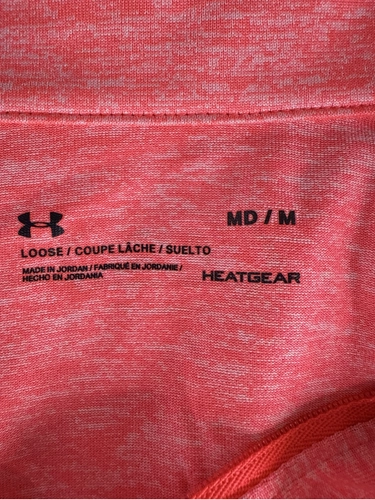 MD / M
LOOSE / COUPE LÂCHE / SUELTO
MADE IN JORDAN / FABRIQUÉ EN JORDANIE /
HECHO EN JORDANIA
HEATGEAR